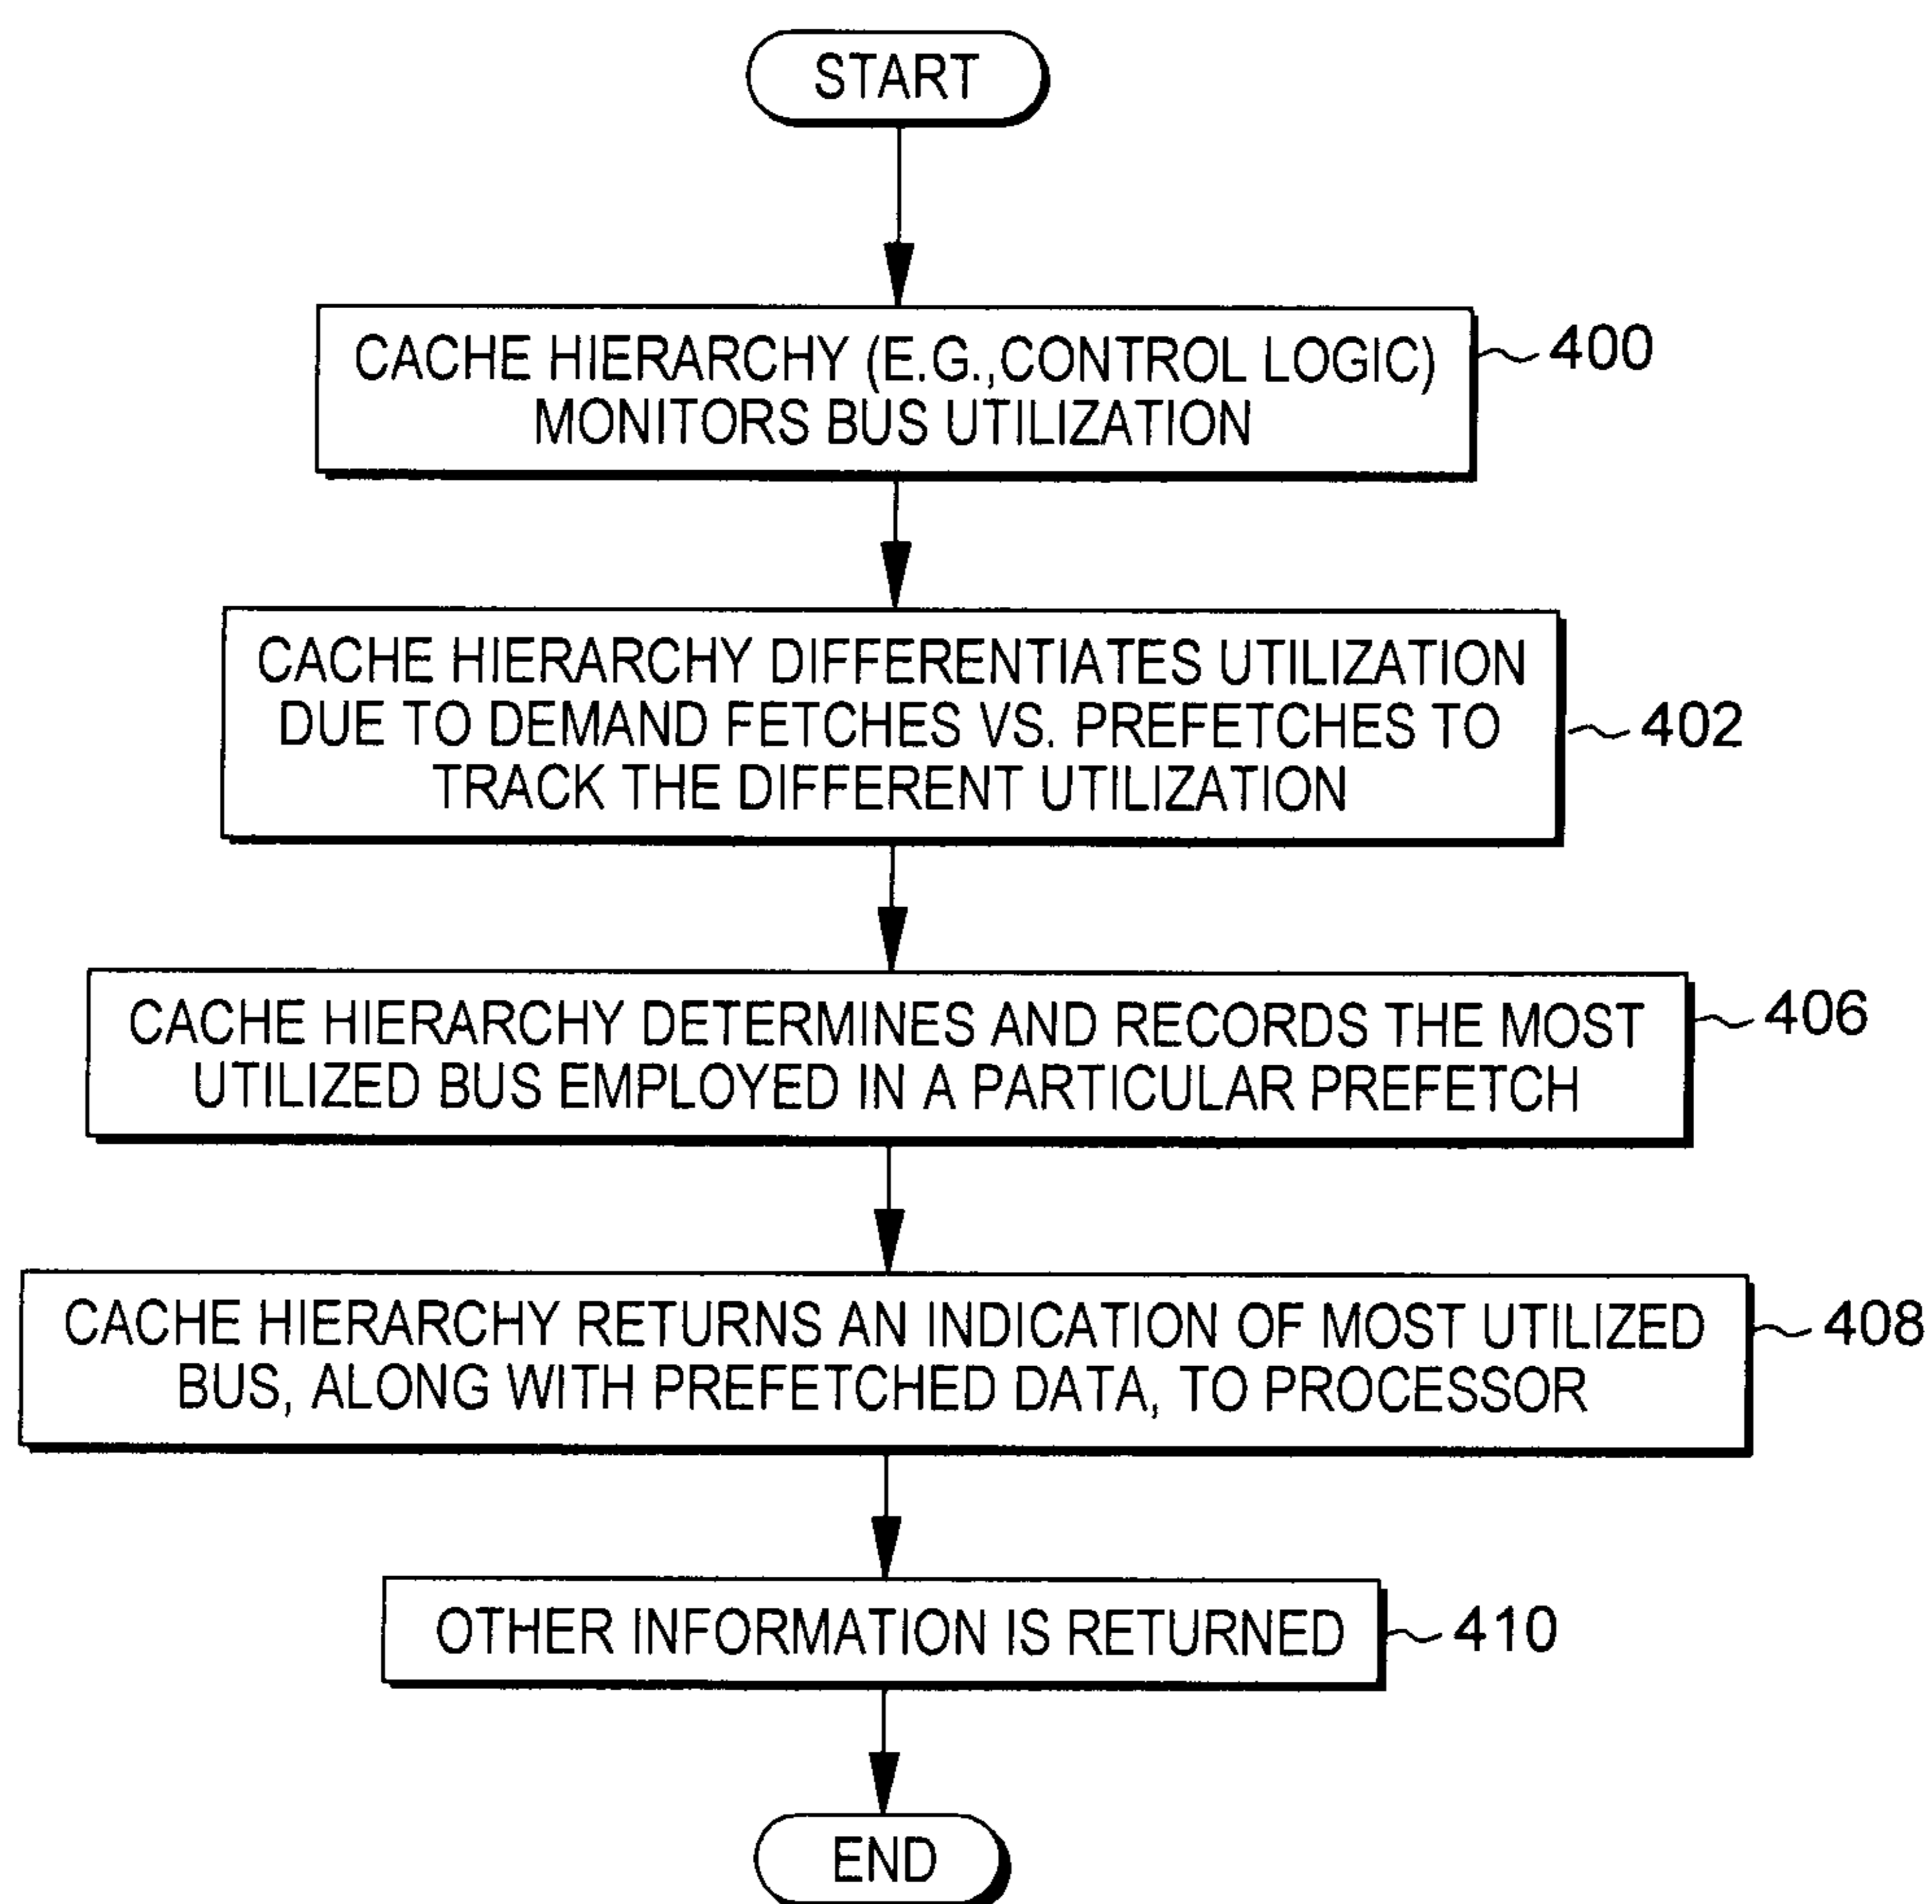 START
CACHE HIERARCHY (E.G.,CONTROL LOGIC)
MONITORS BUS UTILIZATION
400
CACHE HIERARCHY DIFFERENTIATES UTILIZATION
DUE TO DEMAND FETCHES VS. PREFETCHES TO
TRACK THE DIFFERENT UTILIZATION
402
CACHE HIERARCHY DETERMINES AND RECORDS THE MOST
UTILIZED BUS EMPLOYED IN A PARTICULAR PREFETCH
406
CACHE HIERARCHY RETURNS AN INDICATION OF MOST UTILIZED
BUS, ALONG WITH PREFETCHED DATA, TO PROCESSOR
408
OTHER INFORMATION IS RETURNED
410
END